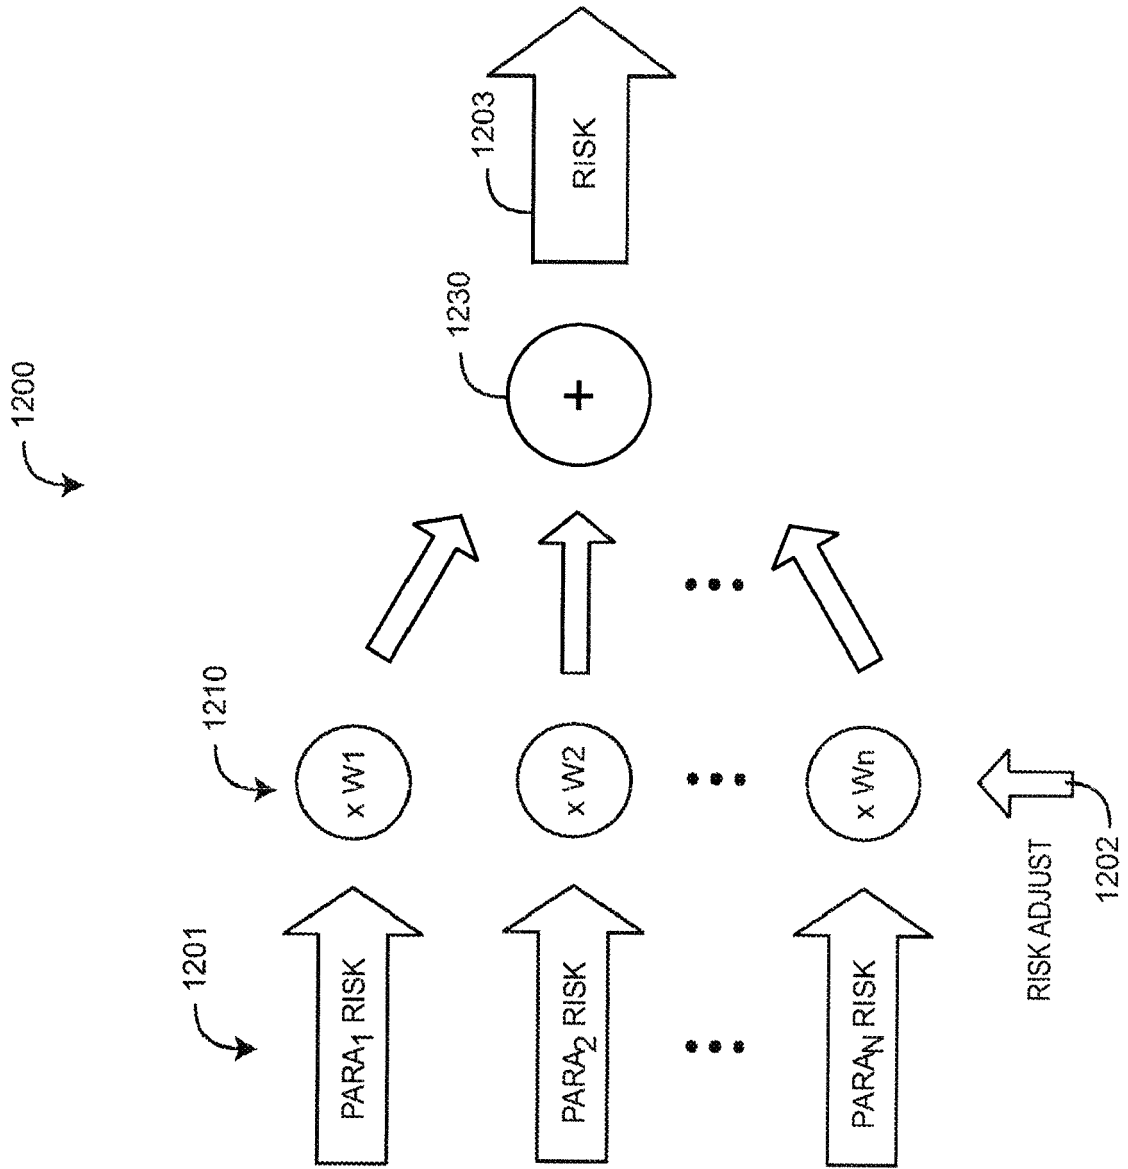 1200
1201
PARA1 RISK
PARA2 RISK
PARAN RISK
1210
x W1
x W2
x Wn
RISK ADJUST
1202
1230
+
1203
RISK